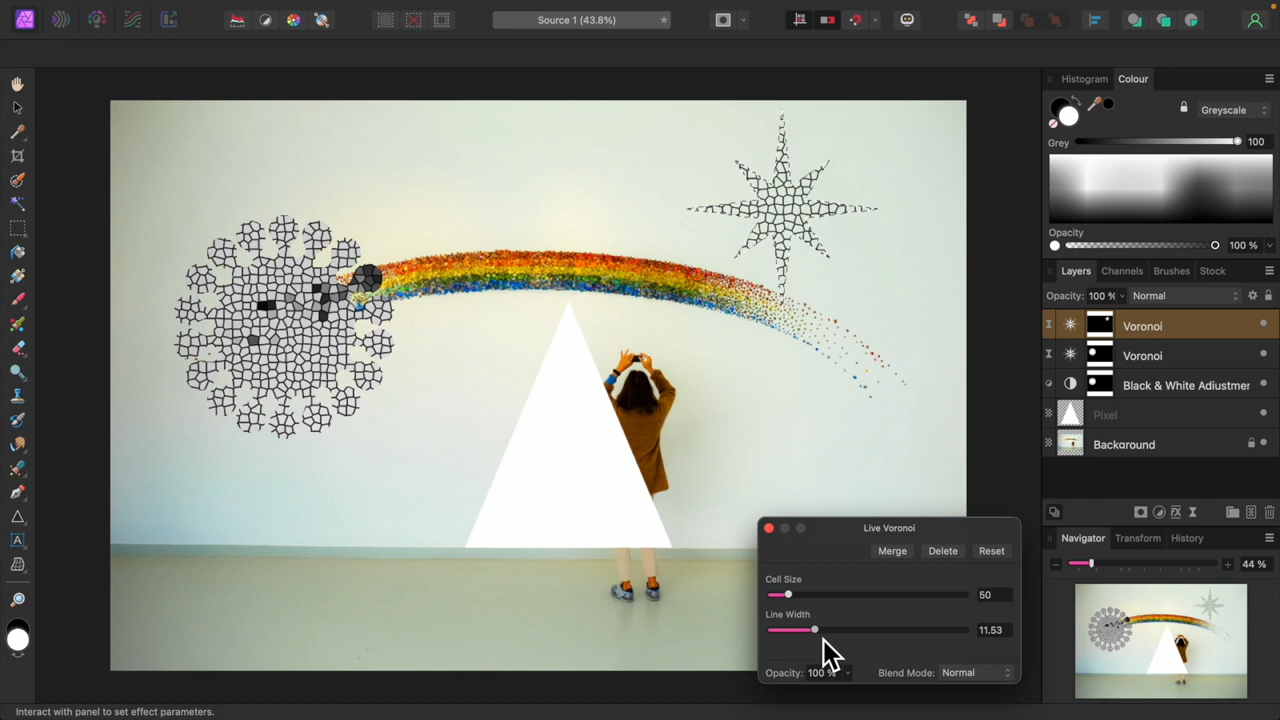 Source 1 (43.8%)
Histogram Colour
Greyscale
Grey 100
Opacity
100 %
Layers Channels Brushes Stock
Opacity: 100 % Normal
Voronoi
Voronoi
Black & White Adjustmer
Pixel
Background
Live Voronoi
Merge Delete Reset
Cell Size
50
Line Width
11.53
Opacity: 100 % Blend Mode: Normal
Navigator Transform History
44 %
Interact with panel to set effect parameters.